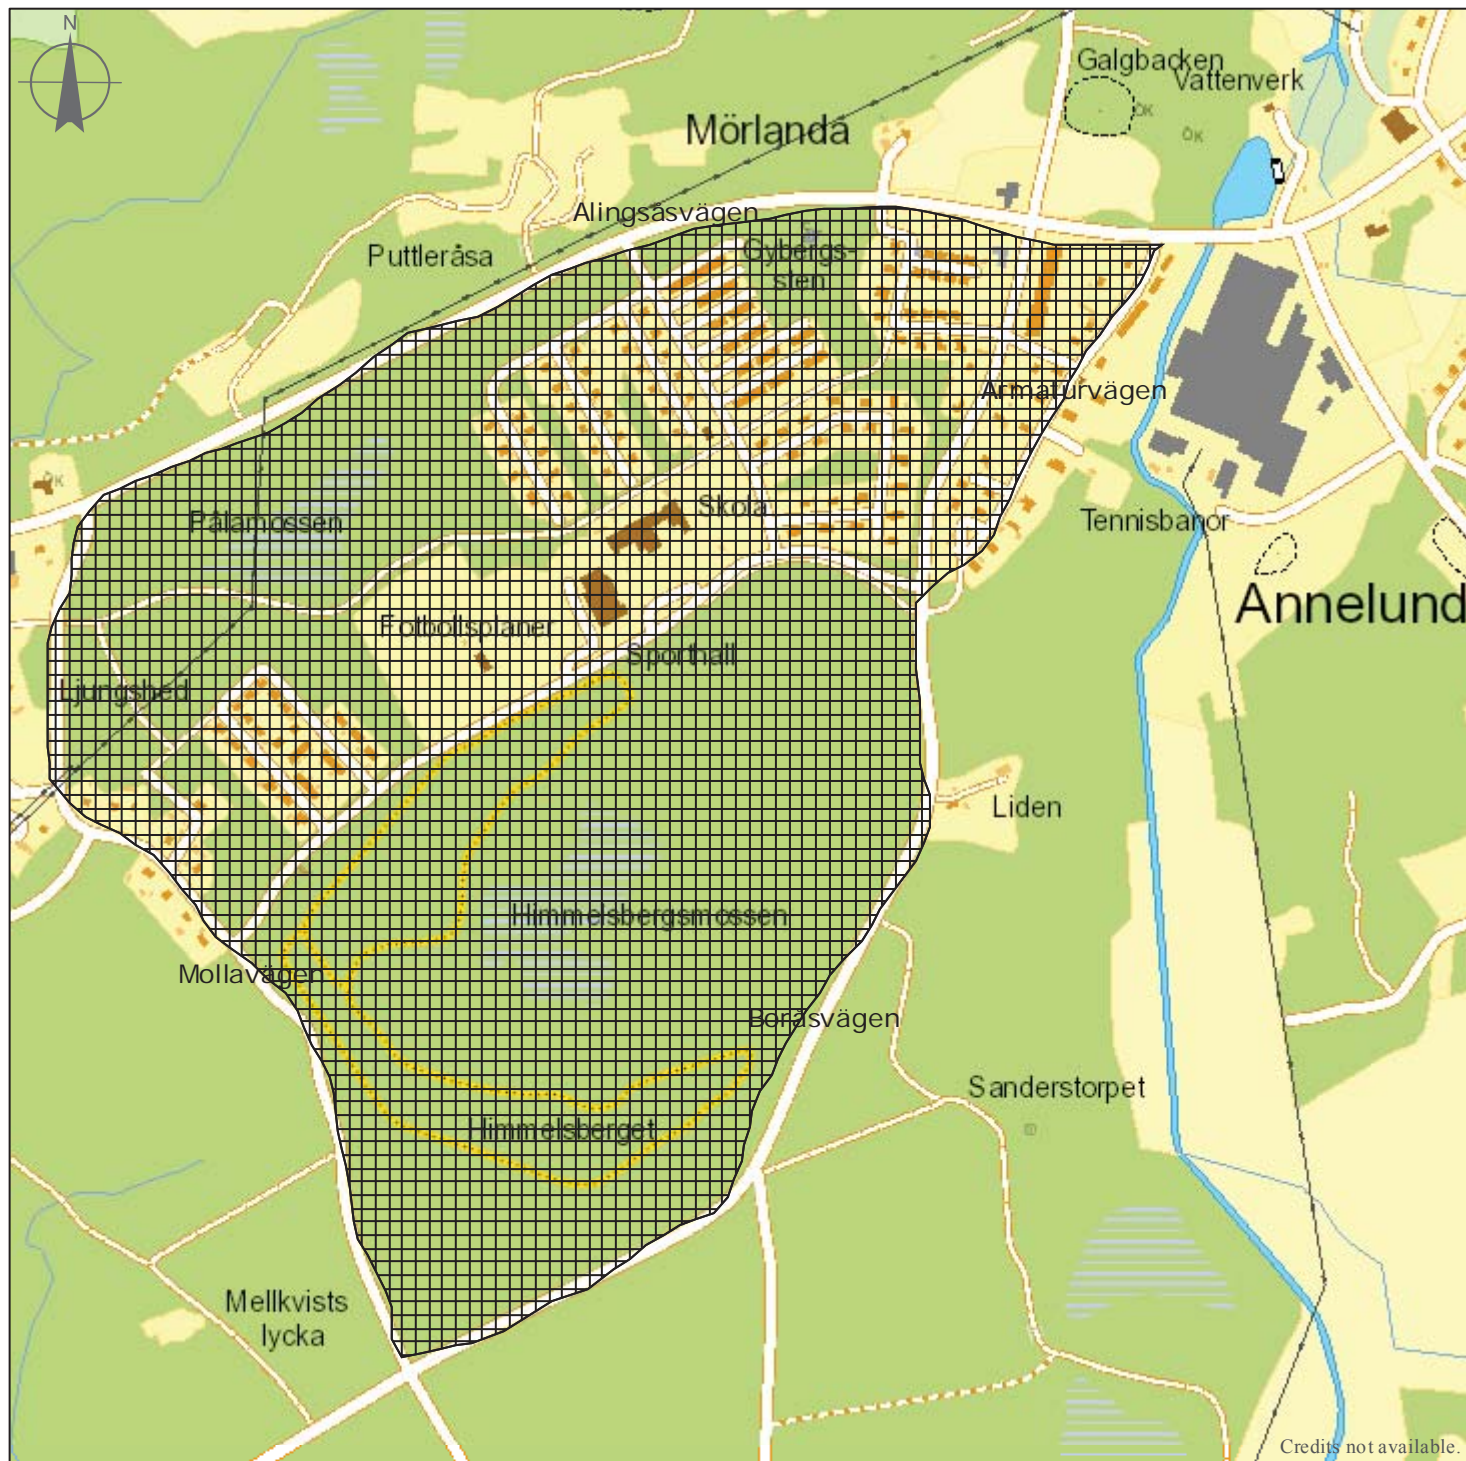 N
Galgbacken
Vattenverk
ÖK
ÖK
Mörlanda
Alingsåsvägen
Puttleråsa
Gybergs-
sten
Armaturvägen
ÖK
Pålamossen
Skola
Tennisbanor
Annelund
Fotbollsplaner
Sporthall
Ljungshed
Liden
Himmelsbergsmossen
Mollavägen
Boråsvägen
Sanderstorpet
Himmelsberget
Mellkvists
lycka
Credits not available.